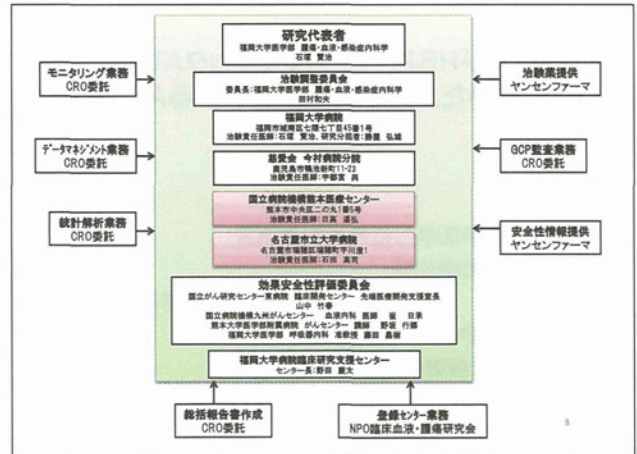 研究代表者
福岡大学医学部 腫瘍・血液・感染症内科学
石塚 賢治
治験調整委員会
委員長:福岡大学医学部 腫瘍・血液・感染症内科学
田村和夫
福岡大学病院
福岡市城南区七隈七丁目45番1号
治験責任医師:石塚 賢治、研究分担者:勝屋 弘雄
慈愛会 今村病院分院
鹿児島市鴨池新町11-23
治験責任医師:宇都宮 與
国立病院機構熊本医療センター
熊本市中央区二の丸1番5号
治験責任医師:日高 道弘
名古屋市立大学病院
名古屋市瑞穂区瑞穂町字川澄1
治験責任医師:石田 高司
効果安全性評価委員会
国立がん研究センター東病院 臨床開発センター 先端医療開発支援室長
山中 竹春
国立病院機構九州がんセンター 血液内科 医師 崔 日承
熊本大学医学部附属病院 がんセンター 講師 野坂 行郎
福岡大学医学部 呼吸器内科 准教授 藤田 昌樹
福岡大学病院臨床研究支援センター
センター長:野田 慶太
モニタリング業務
CRO委託
データマネジメント業務
CRO委託
統計解析業務
CRO委託
治験薬提供
ヤンセンファーマ
GCP監査業務
CRO委託
安全性情報提供
ヤンセンファーマ
総括報告書作成
CRO委託
登録センター業務
NPO臨床血液・腫瘍研究会